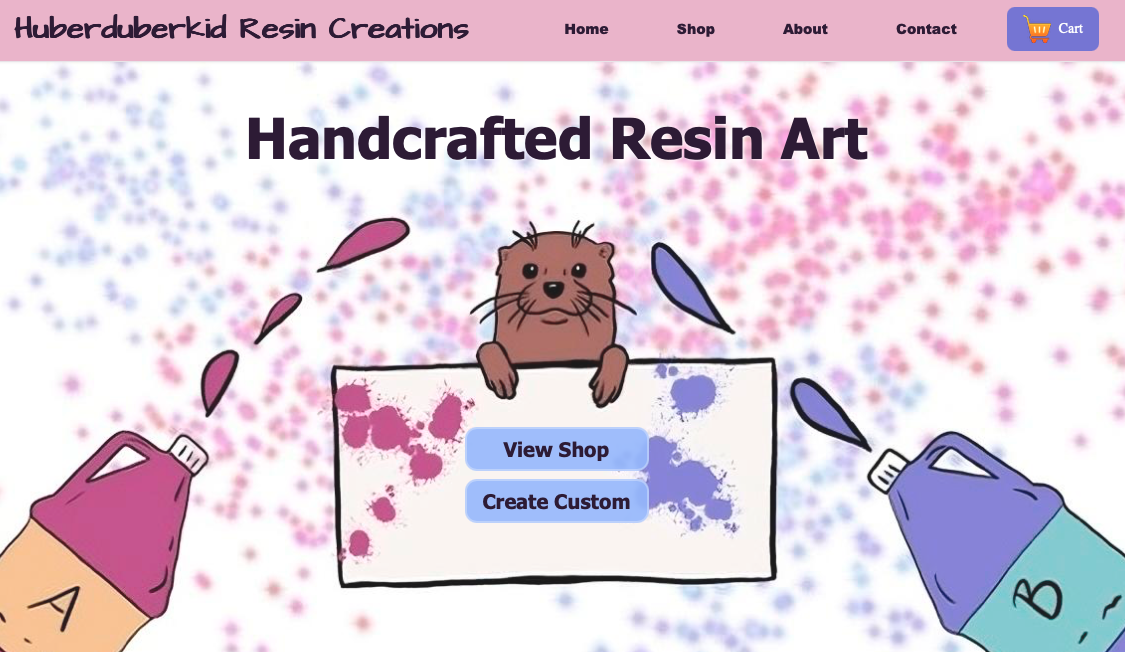 Huberduberkid Resin Creations
Home Shop About Contact Cart
Handcrafted Resin Art
View Shop
Create Custom
A
B